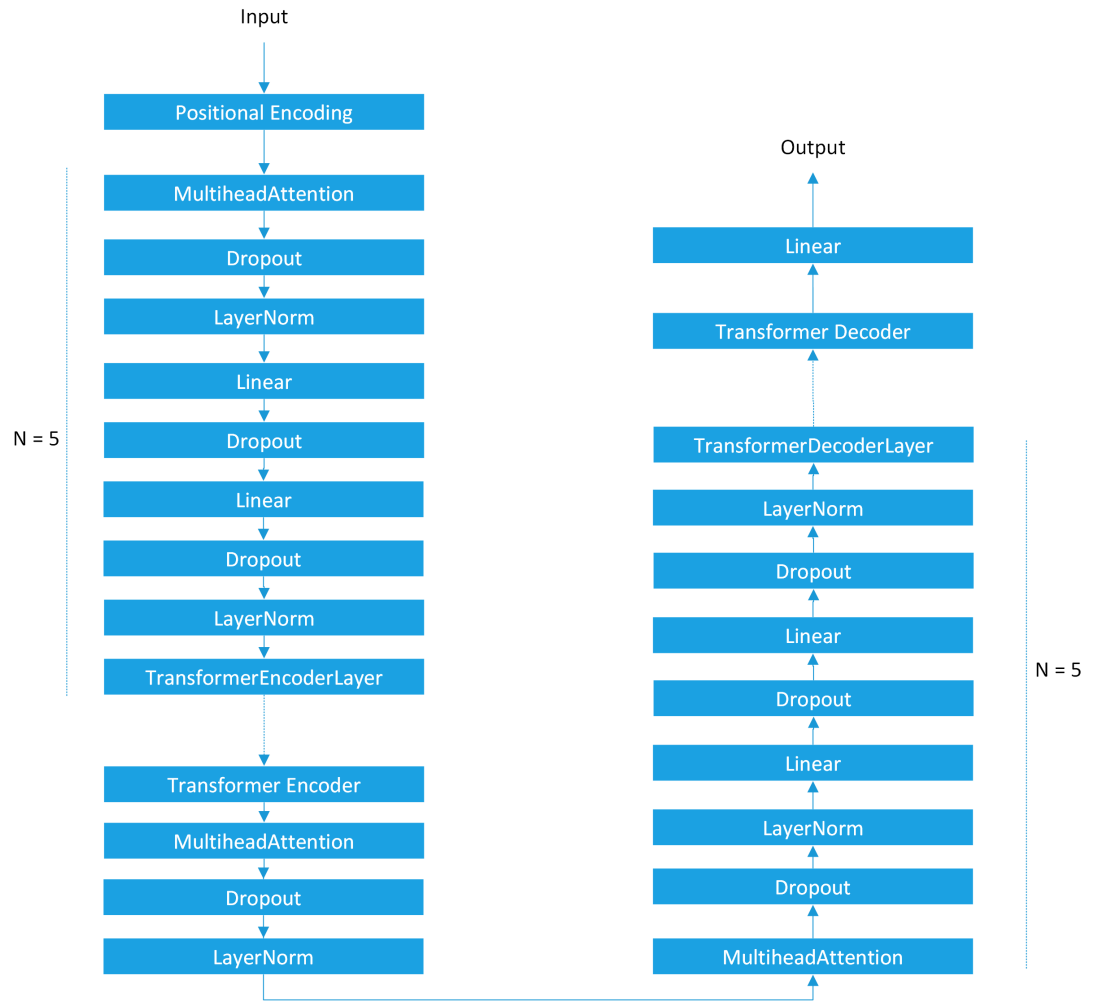 Input
Positional Encoding
MultiheadAttention
Dropout
LayerNorm
Linear
Dropout
Linear
Dropout
LayerNorm
TransformerEncoderLayer
N = 5
Transformer Encoder
MultiheadAttention
Dropout
LayerNorm
Output
Linear
Transformer Decoder
TransformerDecoderLayer
LayerNorm
Dropout
Linear
Dropout
Linear
LayerNorm
Dropout
MultiheadAttention
N = 5